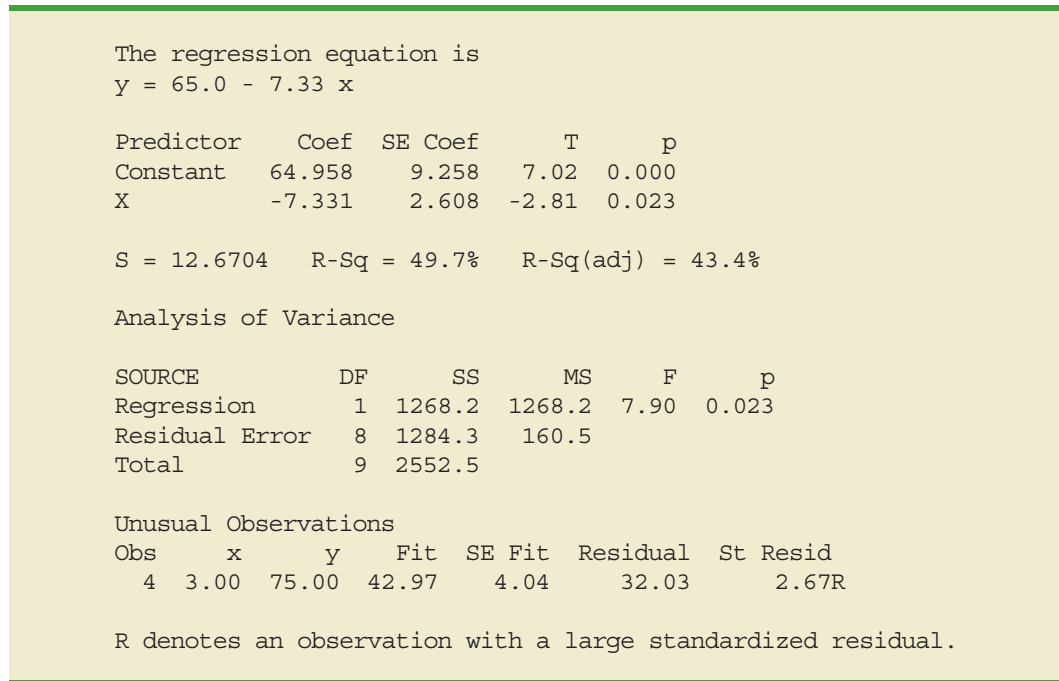 The regression equation is
y = 65.0 - 7.33 x
Predictor Coef SE Coef T p
Constant 64.958 9.258 7.02 0.000
X -7.331 2.608 -2.81 0.023
S = 12.6704 R-Sq = 49.7% R-Sq(adj) = 43.4%
Analysis of Variance
SOURCE DF SS MS F p
Regression 1 1268.2 1268.2 7.90 0.023
Residual Error 8 1284.3 160.5
Total 9 2552.5
Unusual Observations
Obs x y Fit SE Fit Residual St Resid
4 3.00 75.00 42.97 4.04 32.03 2.67R
R denotes an observation with a large standardized residual.